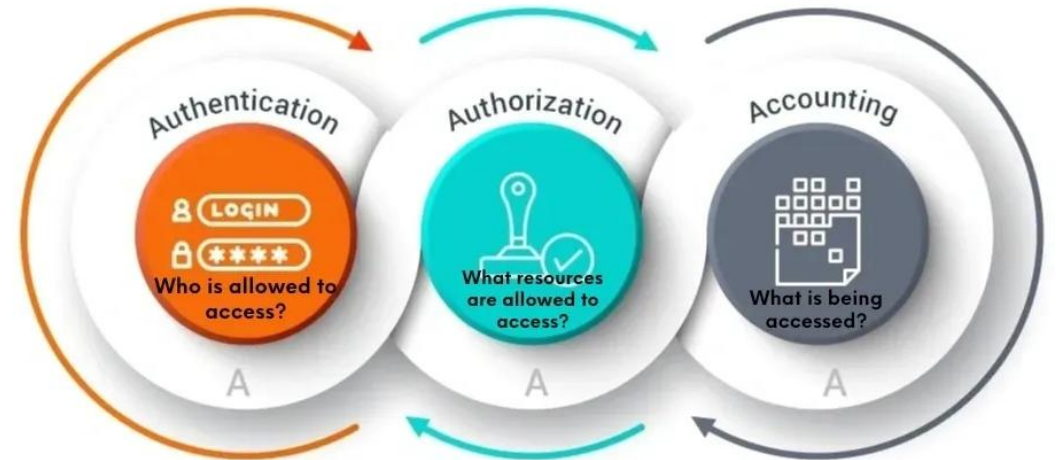 Authentication
LOGIN
****
Who is allowed to
access?
A
Authorization
What resources
are allowed to
access?
A
Accounting
What is being
accessed?
A